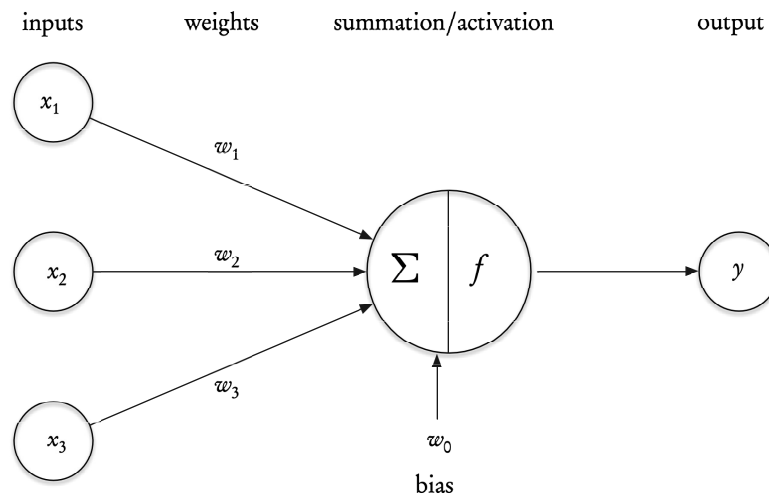 inputs weights summation/activation output
x₁
w₁
x₂ w₂ Σ f y
w₃
x₃ w₀
bias